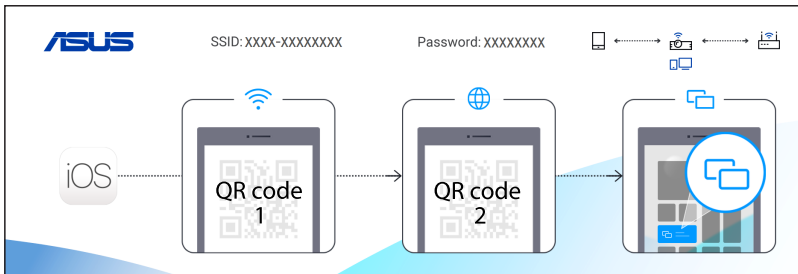 ASUS
SSID: XXXX-XXXXXXXX
Password: XXXXXXXX
iOS
QR code
1
QR code
2